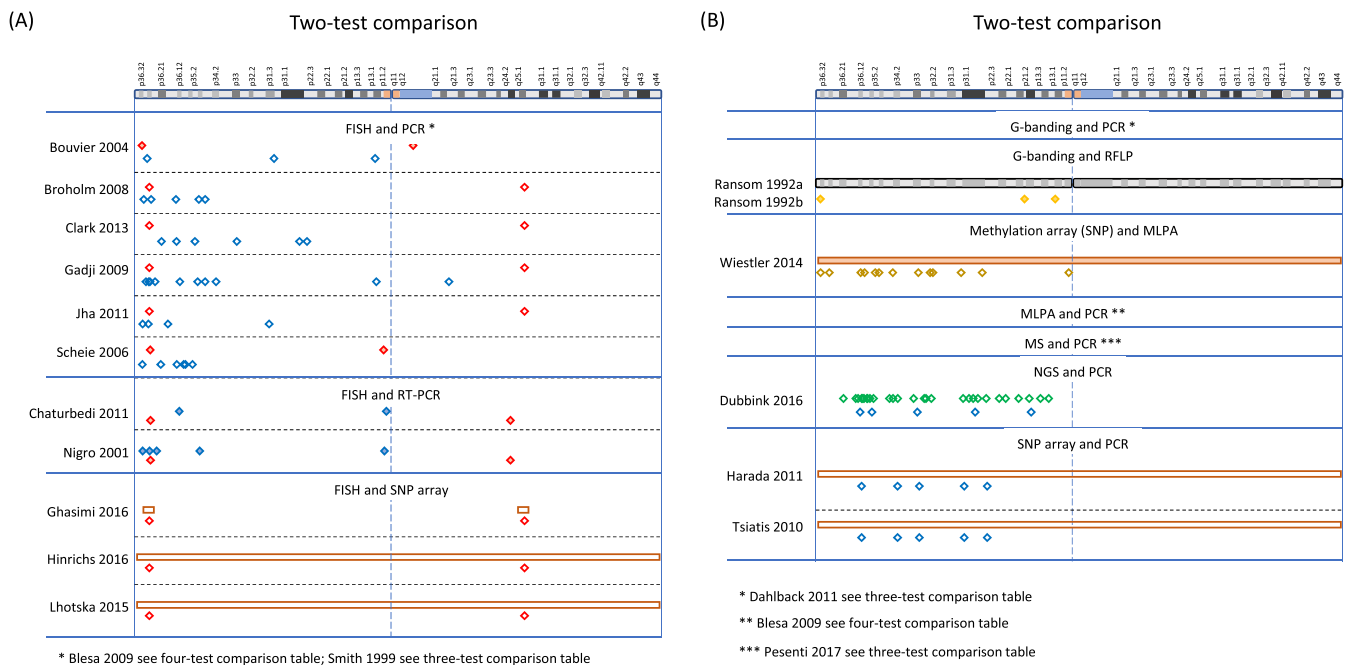 (A)
Two-test comparison
p36.32 p36.21 p36.12 p35.2 p34.2 p33 p32.2 p31.3 p31.1 p22.3 p22.1 p21.2 p13.3 p13.1 p11.2 q11 q12 q21.1 q21.3 q23.1 q23.3 q24.2 q25.1 q31.1 q31.1 q32.1 q32.3 q42.11 q42.2 q43 q44
FISH and PCR *
Bouvier 2004
Broholm 2008
Clark 2013
Gadji 2009
Jha 2011
Scheie 2006
FISH and RT-PCR
Chaturbedi 2011
Nigro 2001
FISH and SNP array
Ghasimi 2016
Hinrichs 2016
Lhotska 2015
* Blesa 2009 see four-test comparison table; Smith 1999 see three-test comparison table
(B)
Two-test comparison
p36.32 p36.21 p36.12 p35.2 p34.2 p33 p32.2 p31.3 p31.1 p22.3 p22.1 p21.2 p13.3 p13.1 q11 q12 q21.1 q21.3 q23.1 q23.3 q24.2 q25.1 q31.1 q31.1 q32.1 q32.3 q42.11 q42.2 q43 q44
G-banding and PCR *
G-banding and RFLP
Ransom 1992a
Ransom 1992b
Methylation array (SNP) and MLPA
Wiestler 2014
MLPA and PCR **
MS and PCR ***
NGS and PCR
Dubbink 2016
SNP array and PCR
Harada 2011
Tsiatis 2010
* Dahlback 2011 see three-test comparison table
** Blesa 2009 see four-test comparison table
*** Pesenti 2017 see three-test comparison table